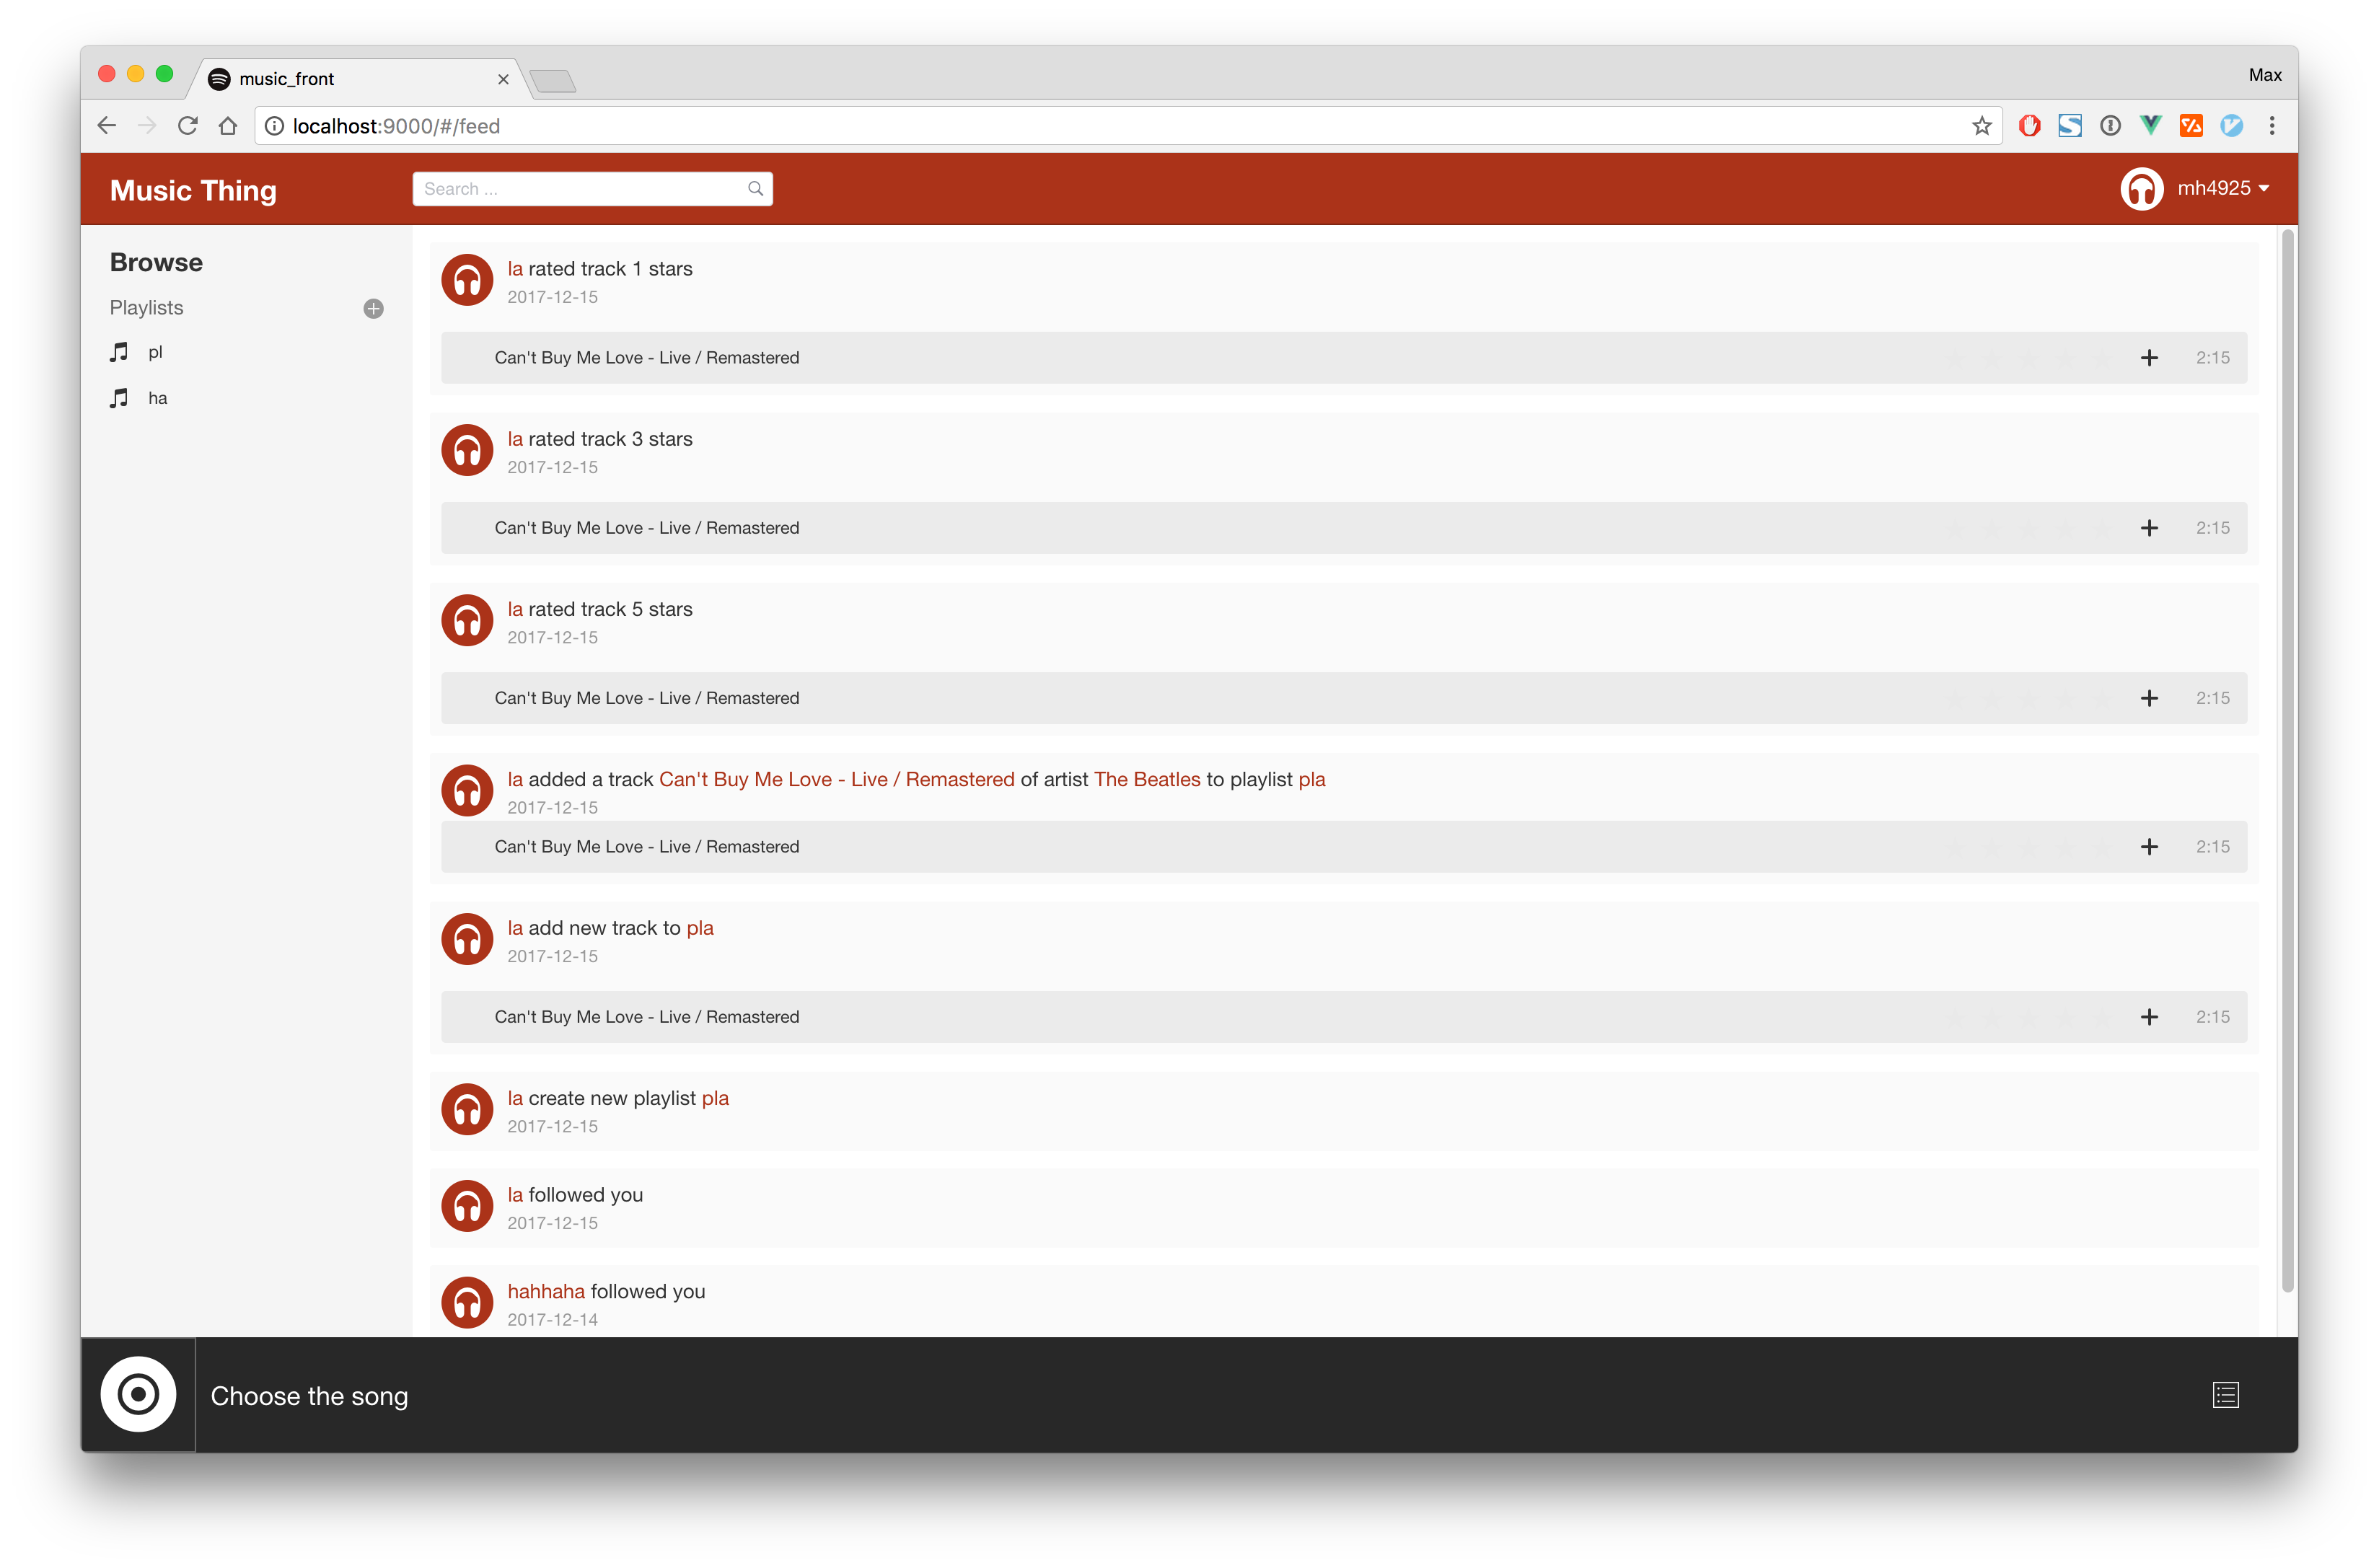 music_front
Max
localhost:9000/#/feed
Music Thing
Search ...
mh4925
Browse
Playlists
pl
ha
la rated track 1 stars
2017-12-15
Can't Buy Me Love - Live / Remastered 2:15
la rated track 3 stars
2017-12-15
Can't Buy Me Love - Live / Remastered 2:15
la rated track 5 stars
2017-12-15
Can't Buy Me Love - Live / Remastered 2:15
la added a track Can't Buy Me Love - Live / Remastered of artist The Beatles to playlist pla
2017-12-15
Can't Buy Me Love - Live / Remastered 2:15
la add new track to pla
2017-12-15
Can't Buy Me Love - Live / Remastered 2:15
la create new playlist pla
2017-12-15
la followed you
2017-12-15
hahhaha followed you
2017-12-14
Choose the song